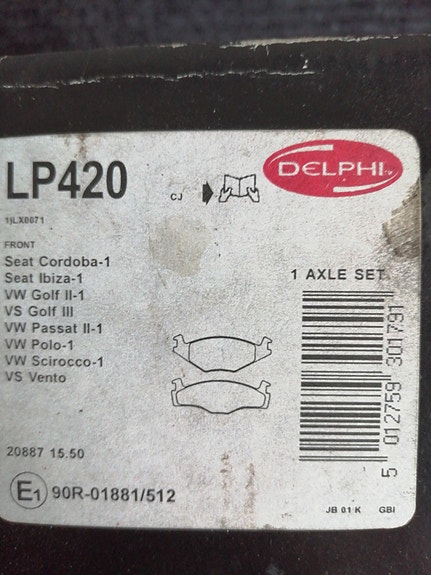 LP420
DELPHI
CJ
1)LX0071
FRONT
Seat Cordoba-1
Seat Ibiza-1
VW Golf II-1
VS Golf III
VW Passat II-1
VW Polo-1
VW Scirocco-1
VS Vento
1 AXLE SET
5 012759 301791
20887 15.50
E1 90R-01881/512
JB 01 K GBI